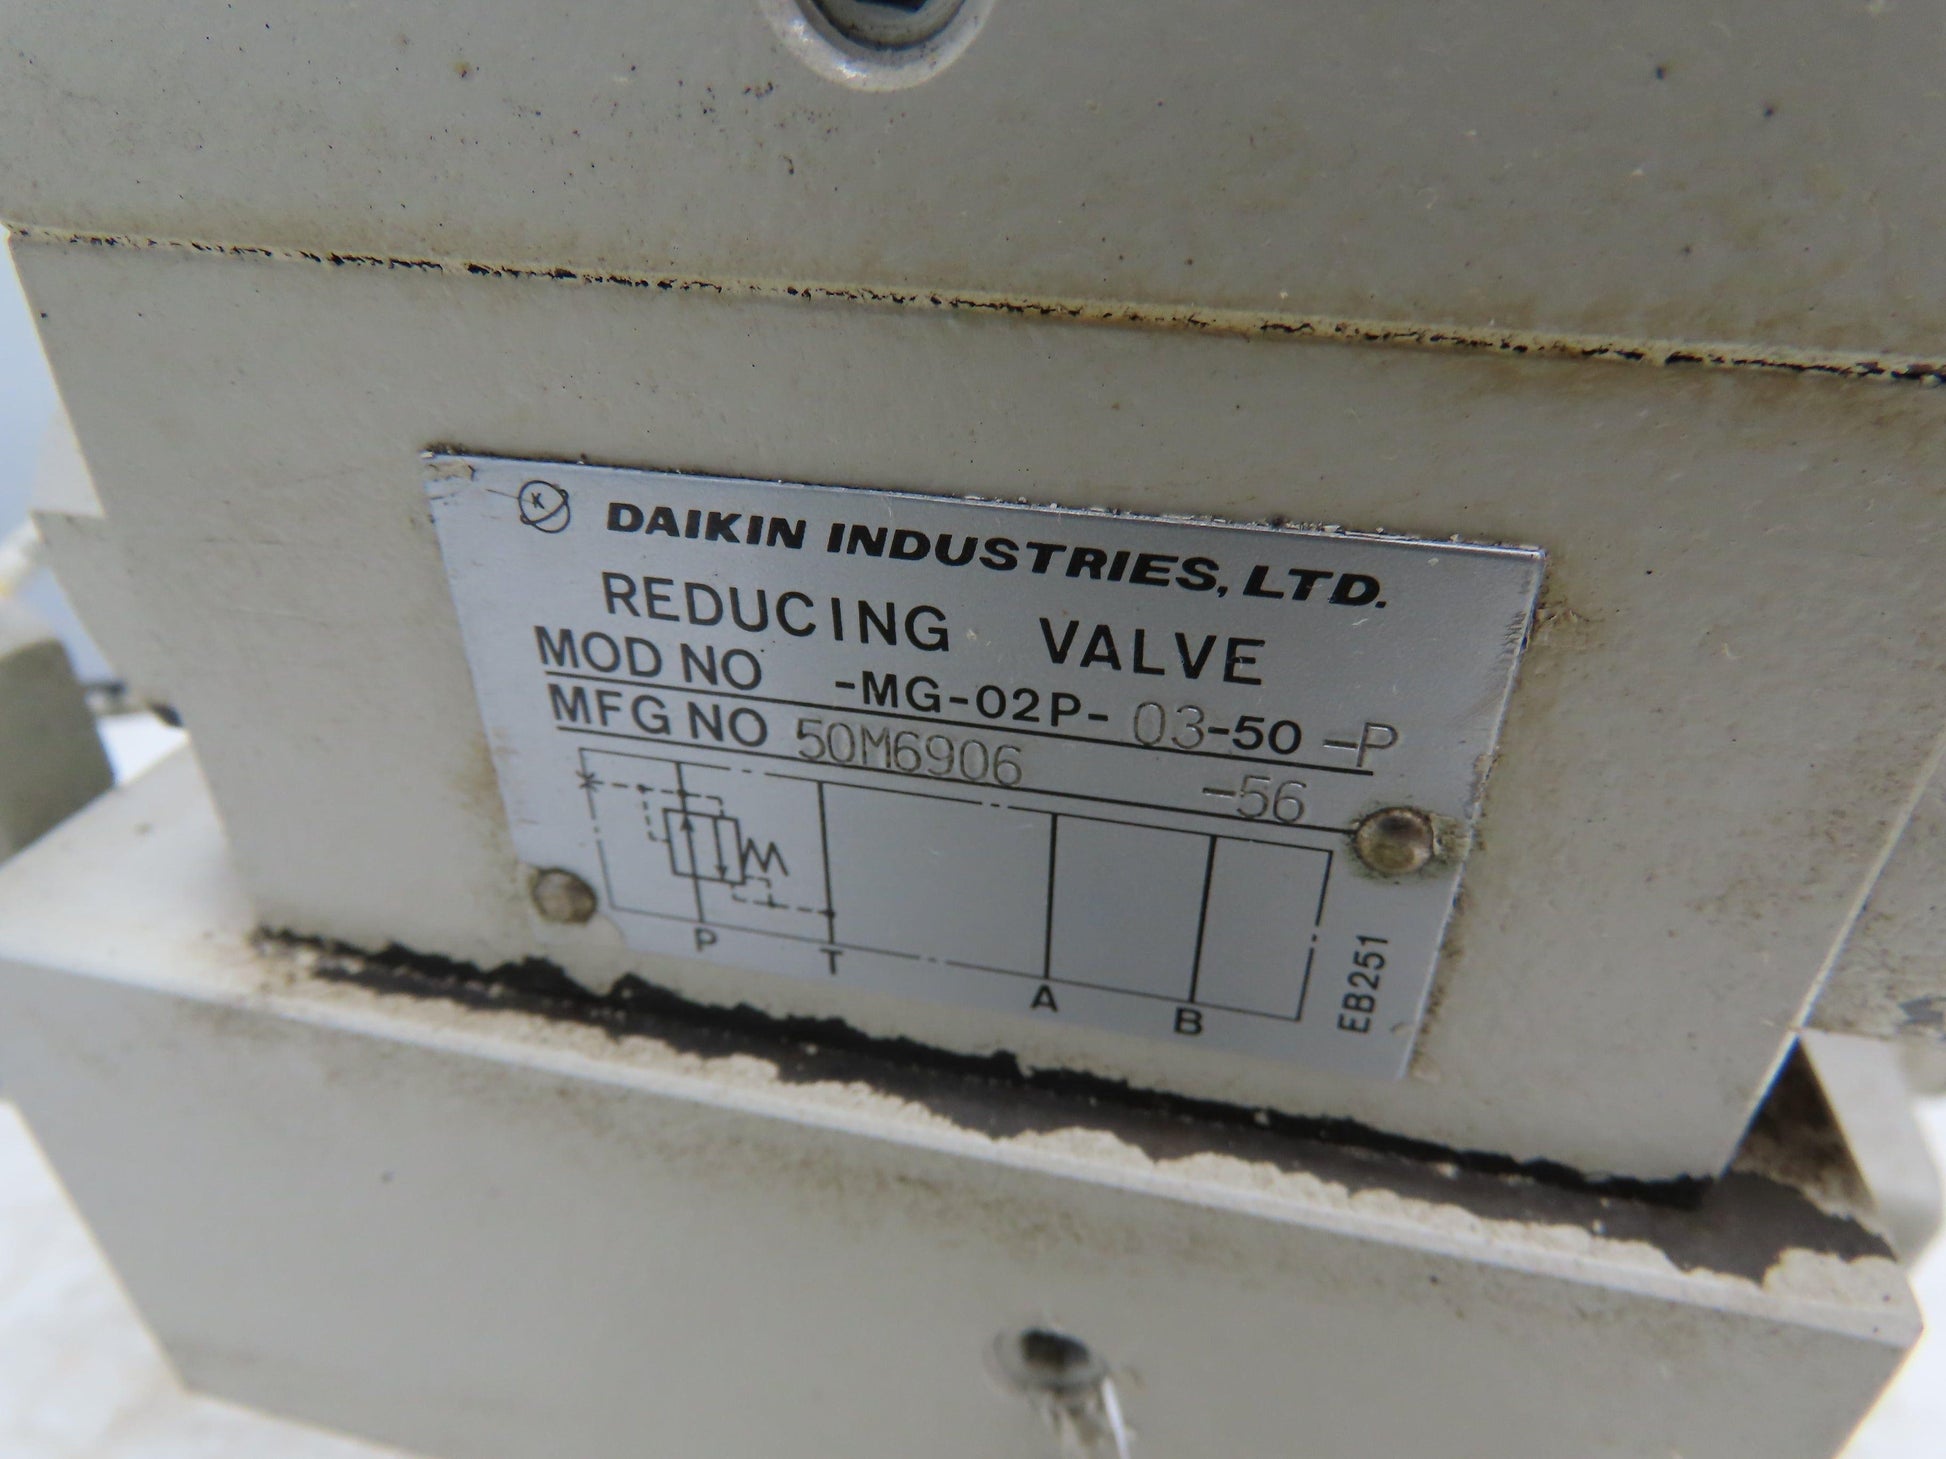 K DAIKIN INDUSTRIES, LTD.
REDUCING VALVE
MOD NO -MG-02P-03-50-P
MFG NO 50M6906 -56
P T A B
EB251